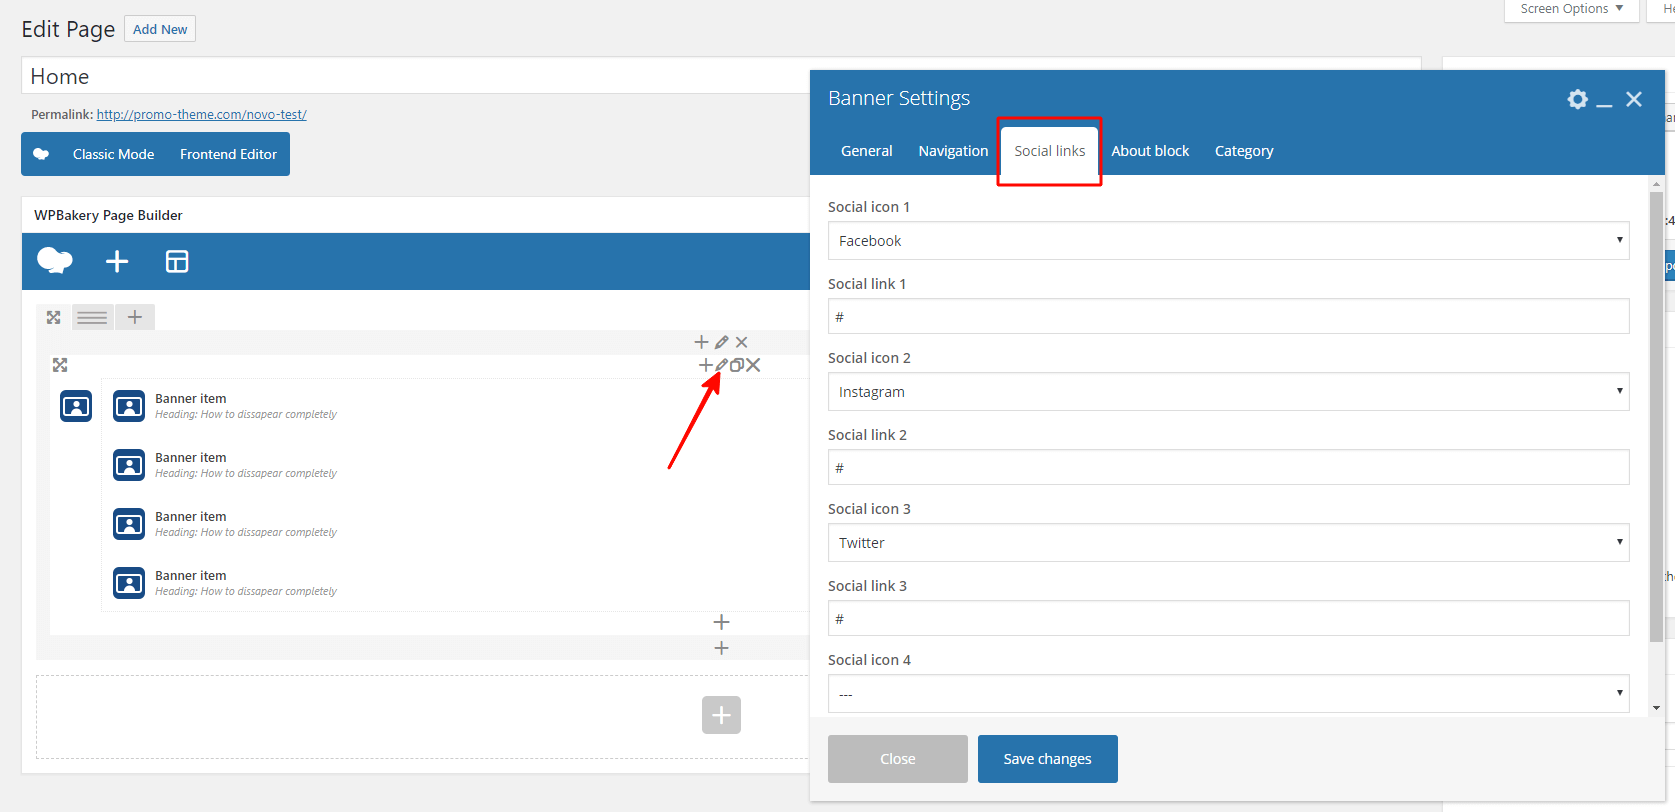 Screen Options
He
Edit Page
Add New
Home
Permalink: http://promo-theme.com/novo-test/
Classic Mode
Frontend Editor
WPBakery Page Builder
Banner item
Heading: How to dissapear completely
Banner item
Heading: How to dissapear completely
Banner item
Heading: How to dissapear completely
Banner item
Heading: How to dissapear completely
Banner Settings
General
Navigation
Social links
About block
Category
Social icon 1
Facebook
Social link 1
#
Social icon 2
Instagram
Social link 2
#
Social icon 3
Twitter
Social link 3
#
Social icon 4
---
Close
Save changes
:4